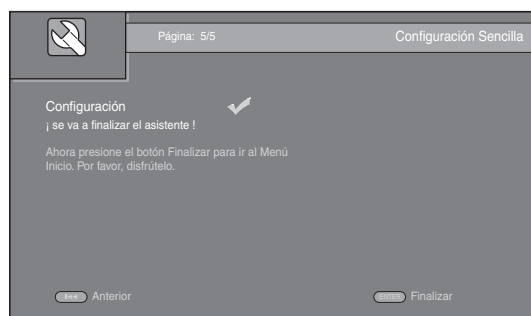 Página: 5/5
Configuración Sencilla
Configuración
¡ se va a finalizar el asistente !
Ahora presione el botón Finalizar para ir al Menú
Inicio. Por favor, disfrútelo.
Anterior
ENTER Finalizar